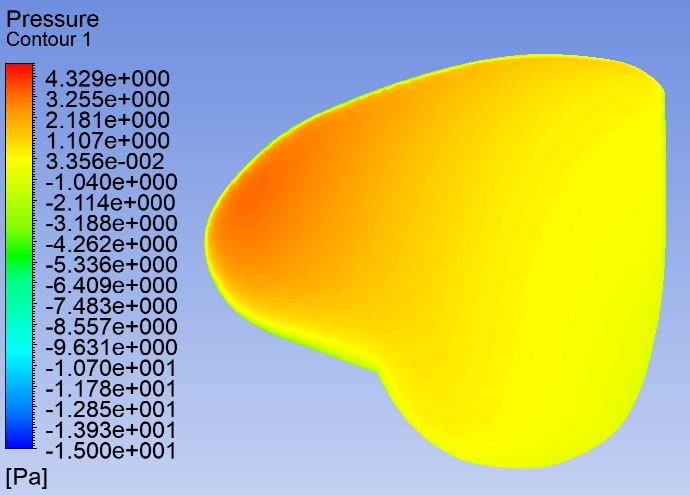 Pressure
Contour 1
4.329e+000
3.255e+000
2.181e+000
1.107e+000
3.356e-002
-1.040e+000
-2.114e+000
-3.188e+000
-4.262e+000
-5.336e+000
-6.409e+000
-7.483e+000
-8.557e+000
-9.631e+000
-1.070e+001
-1.178e+001
-1.285e+001
-1.393e+001
-1.500e+001
[Pa]